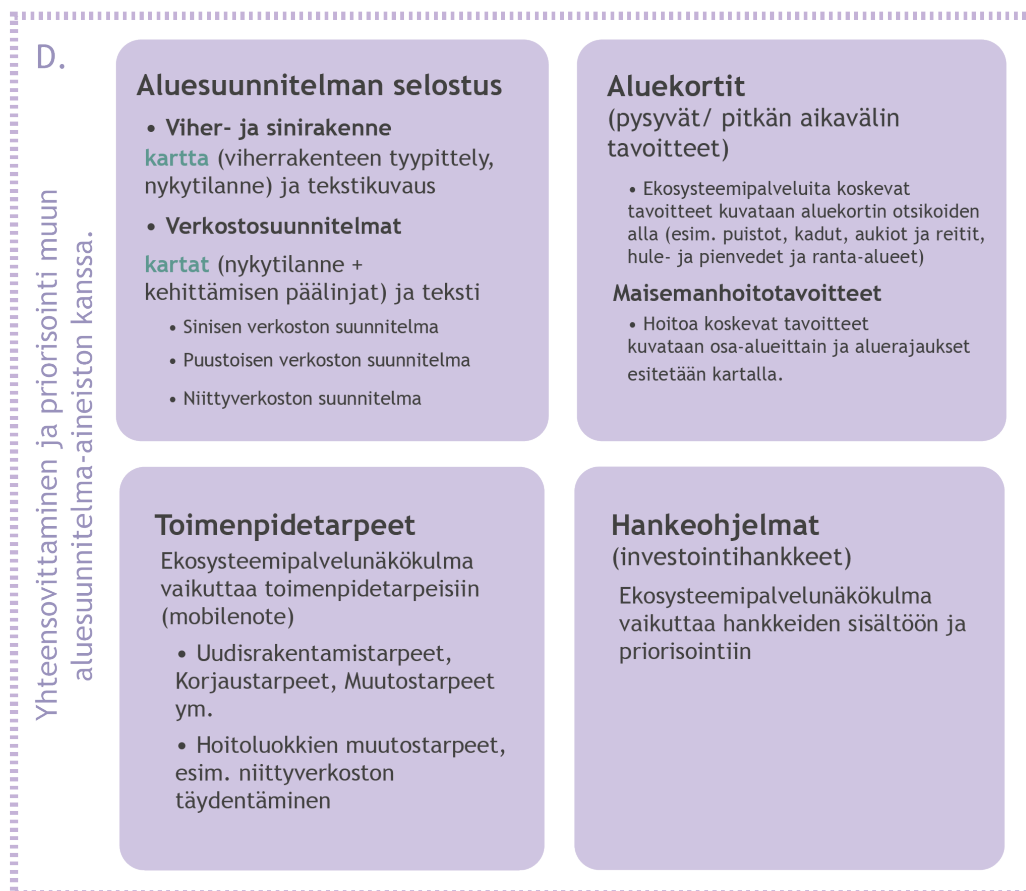 D.
Yhteensovittaminen ja priorisointi muun
aluesuunnitelma-aineiston kanssa.
Aluesuunnitelman selostus
• Viher- ja sinirakenne
kartta (viherrakenteen tyypittely,
nykytilanne) ja tekstikuvaus
• Verkostosuunnitelmat
kartat (nykytilanne +
kehittämisen päälinjat) ja teksti
• Sinisen verkoston suunnitelma
• Puustoisen verkoston suunnitelma
• Niittyverkoston suunnitelma
Aluekortit
(pysyvät/ pitkän aikavälin
tavoitteet)
• Ekosysteemipalveluita koskevat
tavoitteet kuvataan aluekortin otsikoiden
alla (esim. puistot, kadut, aukiot ja reitit,
hule- ja pienvedet ja ranta-alueet)
Maisemanhoitotavoitteet
• Hoitoa koskevat tavoitteet
kuvataan osa-alueittain ja aluerajaukset
esitetään kartalla.
Toimenpidetarpeet
Ekosysteemipalvelunäkökulma
vaikuttaa toimenpidetarpeisiin
(mobilenote)
• Uudisrakentamistarpeet,
Korjaustarpeet, Muutostarpeet
ym.
• Hoitoluokkien muutostarpeet,
esim. niittyverkoston
täydentäminen
Hankeohjelmat
(investointihankkeet)
Ekosysteemipalvelunäkökulma
vaikuttaa hankkeiden sisältöön ja
priorisointiin